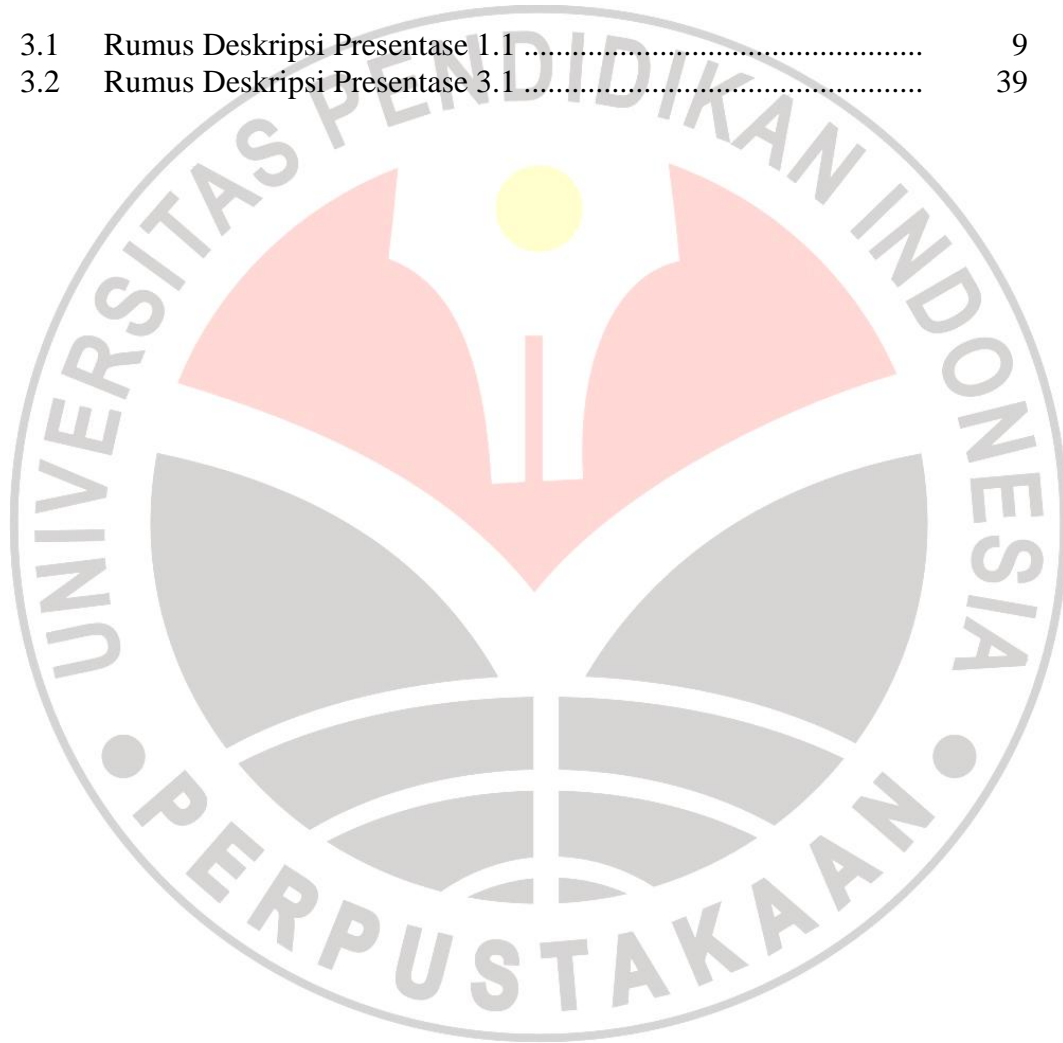 3.1 Rumus Deskripsi Presentase 1.1 .................................................. 9
3.2 Rumus Deskripsi Presentase 3.1 .................................................. 39
UNIVERSITAS PENDIDIKAN INDONESIA
PERPUSTAKAAN